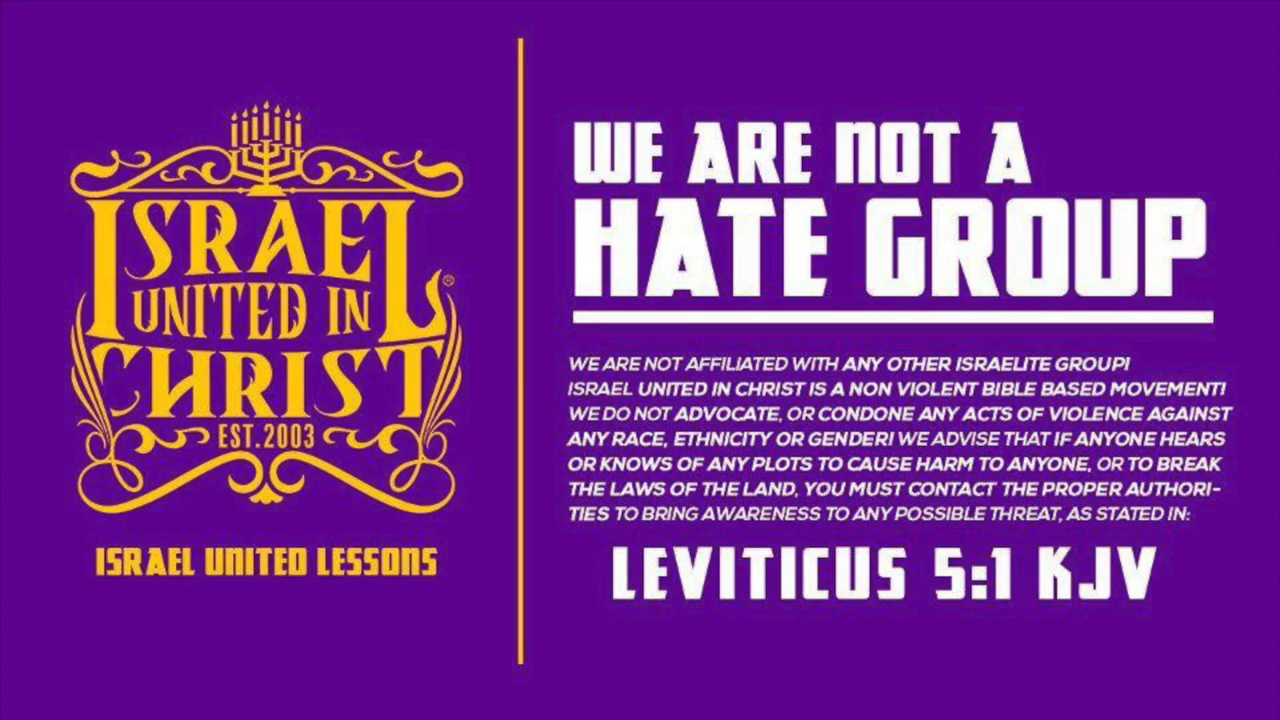 ISRAEL
UNITED IN
CHRIST
EST. 2003
ISRAEL UNITED LESSONS
WE ARE NOT A
HATE GROUP
WE ARE NOT AFFILIATED WITH ANY OTHER ISRAELITE GROUP!
ISRAEL UNITED IN CHRIST IS A NON VIOLENT BIBLE BASED MOVEMENT!
WE DO NOT ADVOCATE, OR CONDONE ANY ACTS OF VIOLENCE AGAINST
ANY RACE, ETHNICITY OR GENDER! WE ADVISE THAT IF ANYONE HEARS
OR KNOWS OF ANY PLOTS TO CAUSE HARM TO ANYONE, OR TO BREAK
THE LAWS OF THE LAND, YOU MUST CONTACT THE PROPER AUTHORI-
TIES TO BRING AWARENESS TO ANY POSSIBLE THREAT, AS STATED IN:
LEVITICUS 5:1 KJV